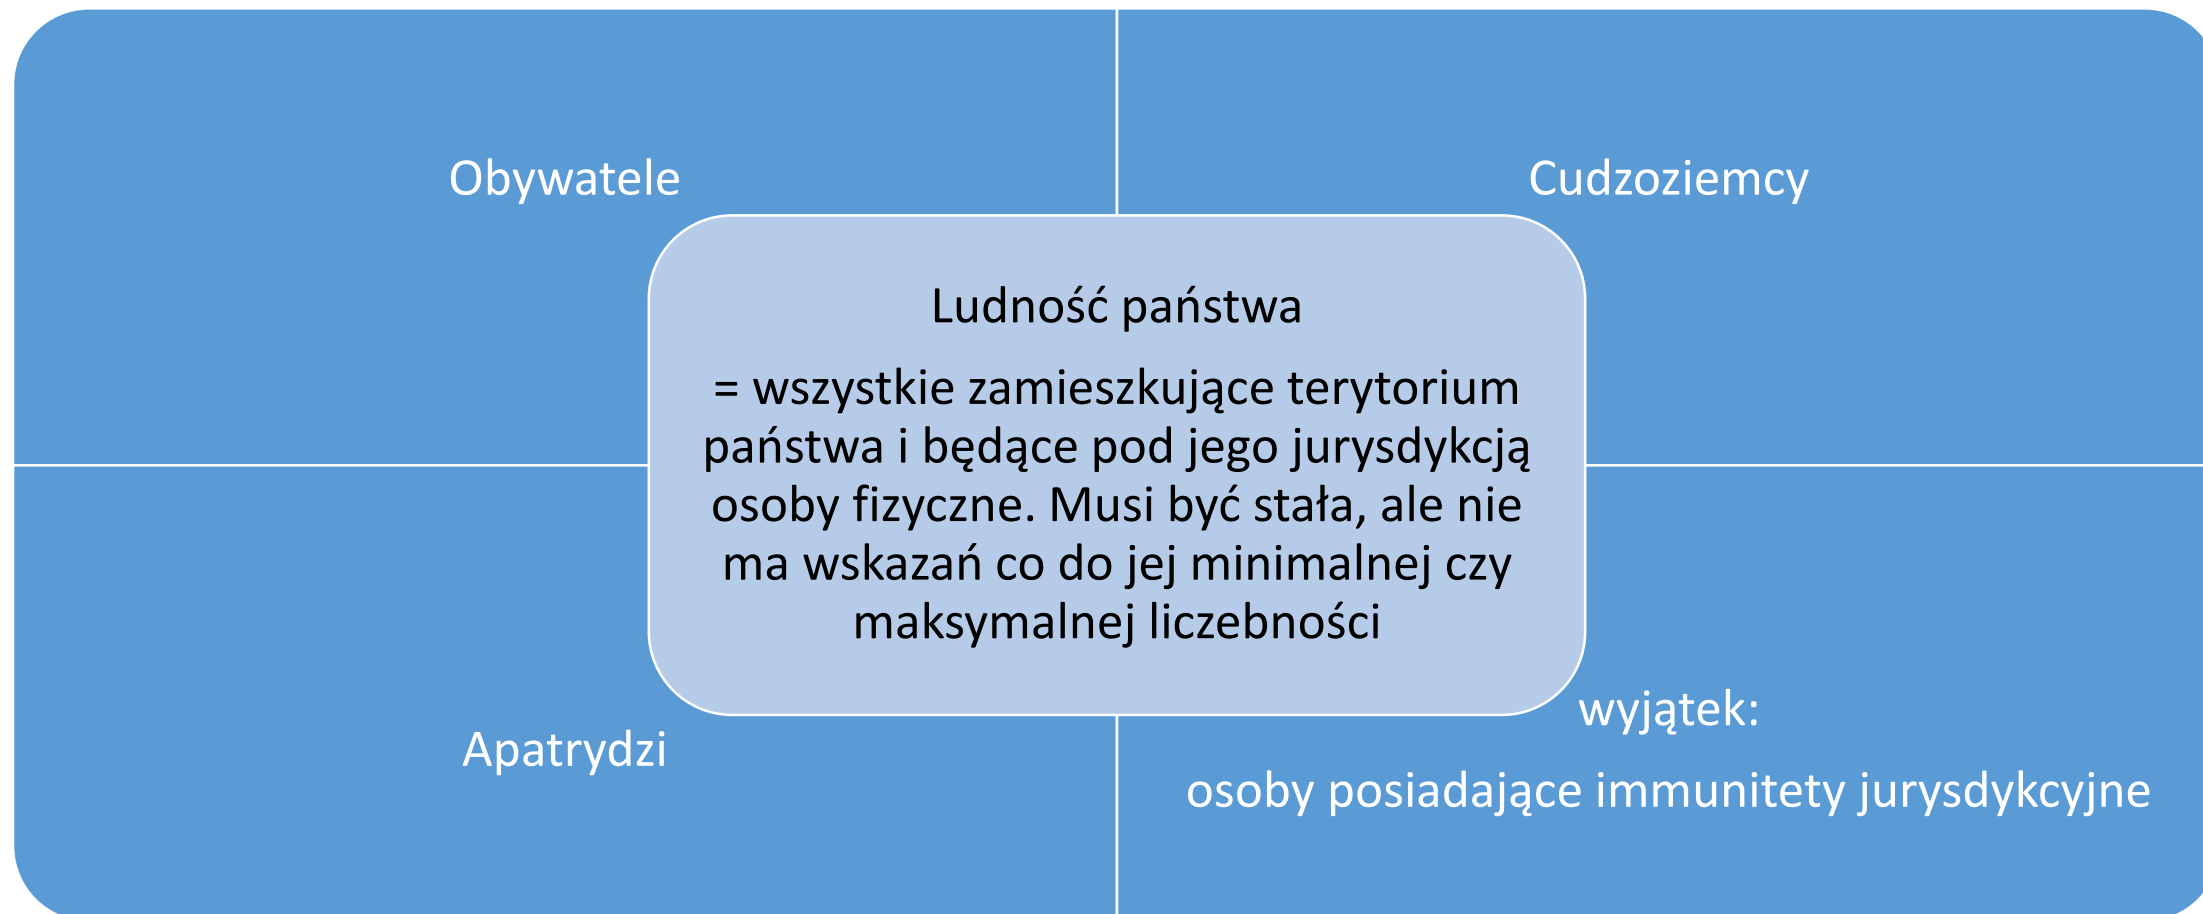 Obywatele
Cudzoziemcy
Ludność państwa
= wszystkie zamieszkujące terytorium
państwa i będące pod jego jurysdykcją
osoby fizyczne. Musi być stała, ale nie
ma wskazań co do jej minimalnej czy
maksymalnej liczebności
Apatrydzi
wyjątek:
osoby posiadające immunitety jurysdykcyjne